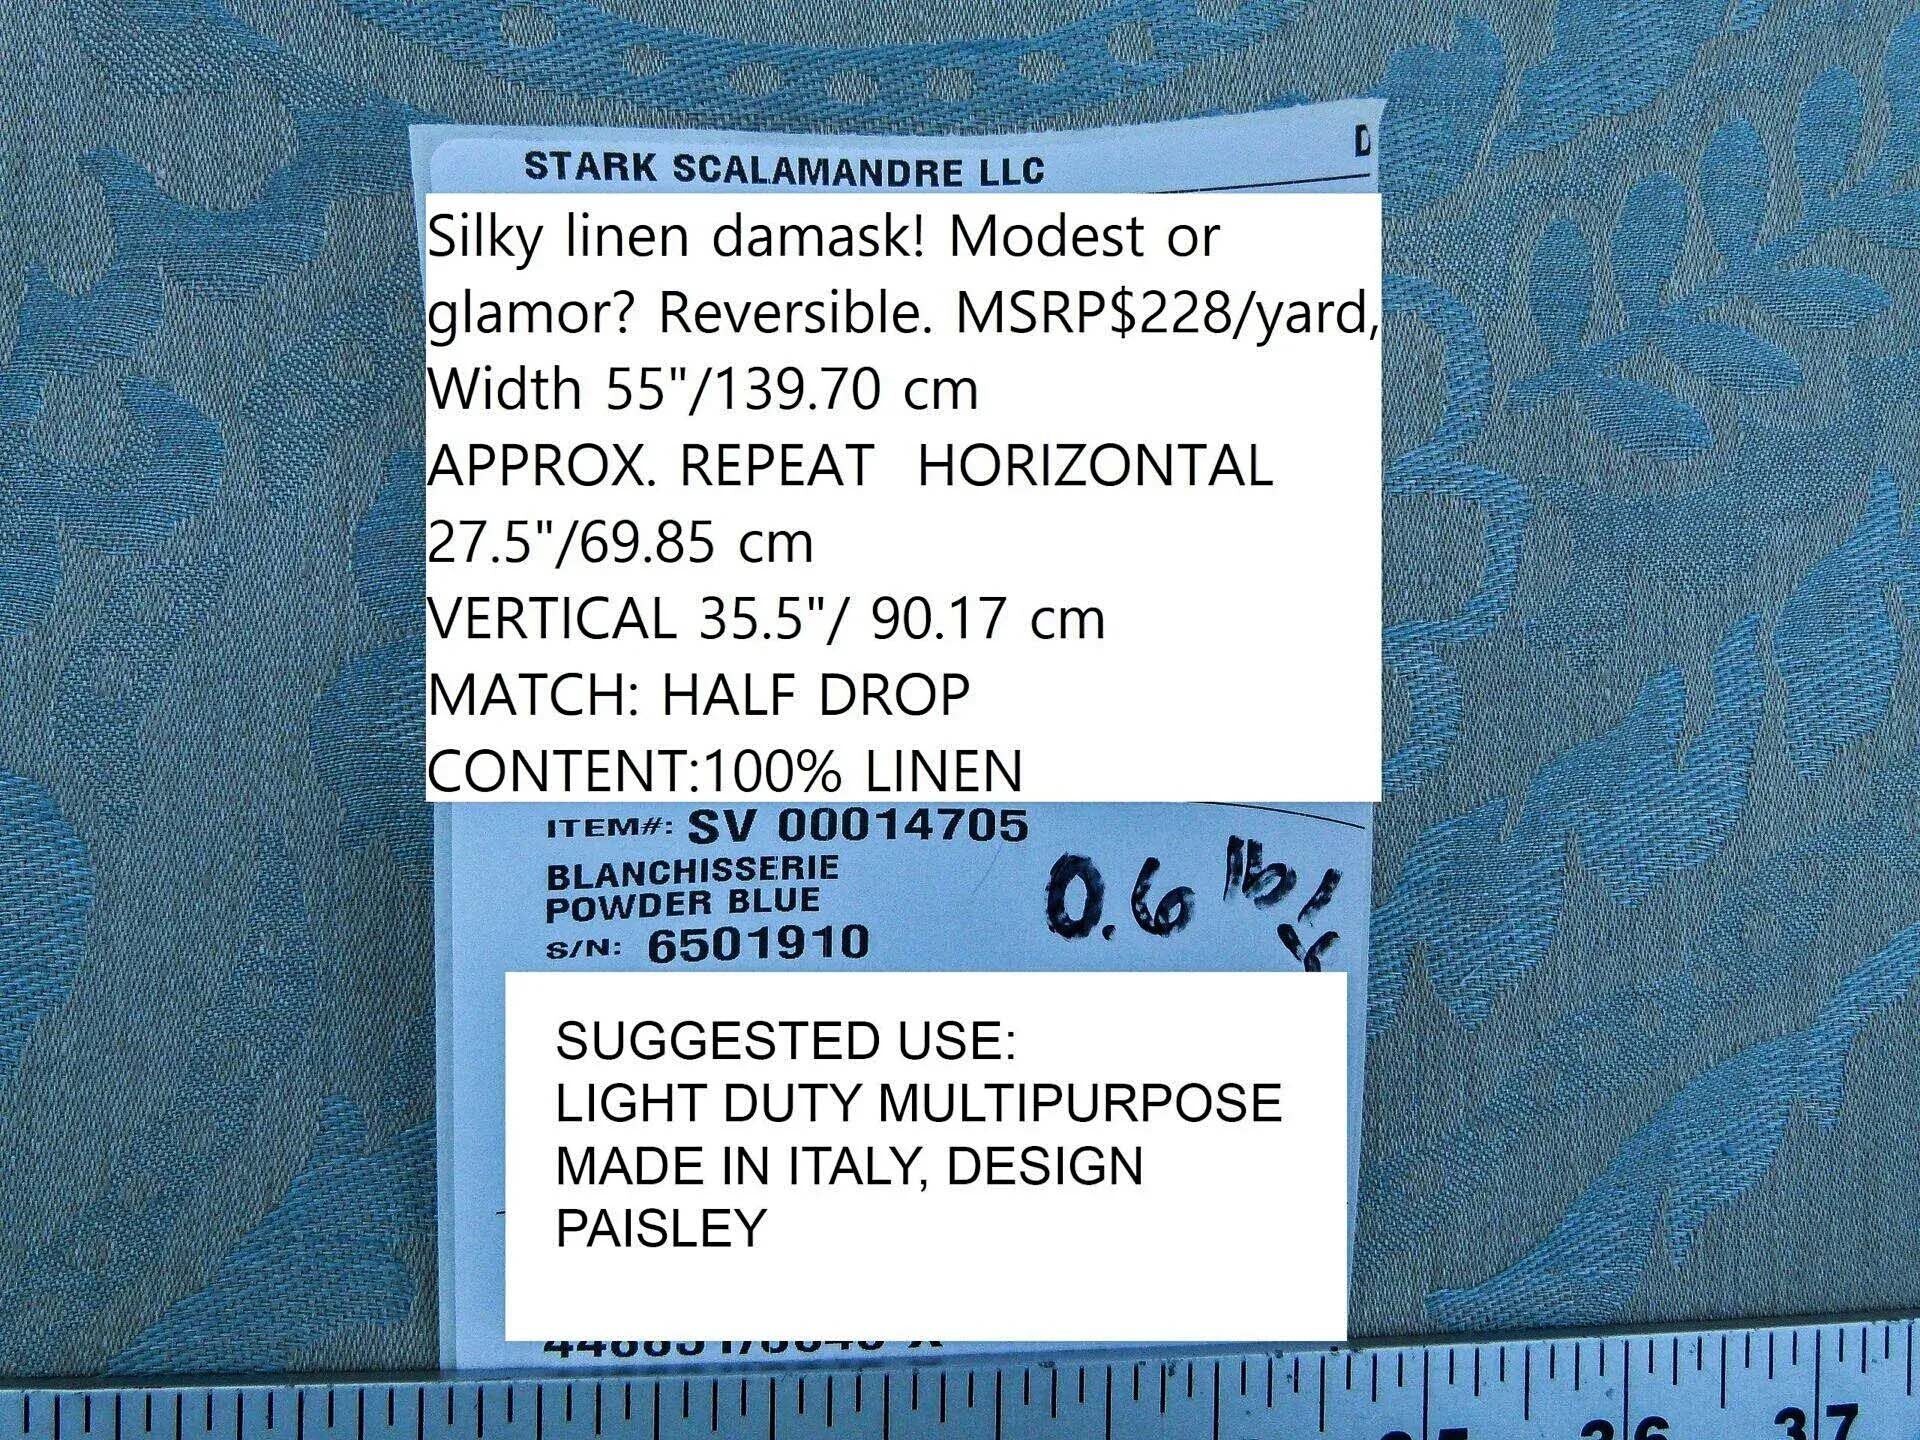 STARK SCALAMANDRE LLC
Silky linen damask! Modest or
glamor? Reversible. MSRP$228/yard,
Width 55"/139.70 cm
APPROX. REPEAT HORIZONTAL
27.5"/69.85 cm
VERTICAL 35.5"/ 90.17 cm
MATCH: HALF DROP
CONTENT:100% LINEN
ITEM#: SV 00014705
BLANCHISSERIE
POWDER BLUE
S/N: 6501910
0.6 lb/
Y
SUGGESTED USE:
LIGHT DUTY MULTIPURPOSE
MADE IN ITALY, DESIGN
PAISLEY
36 37